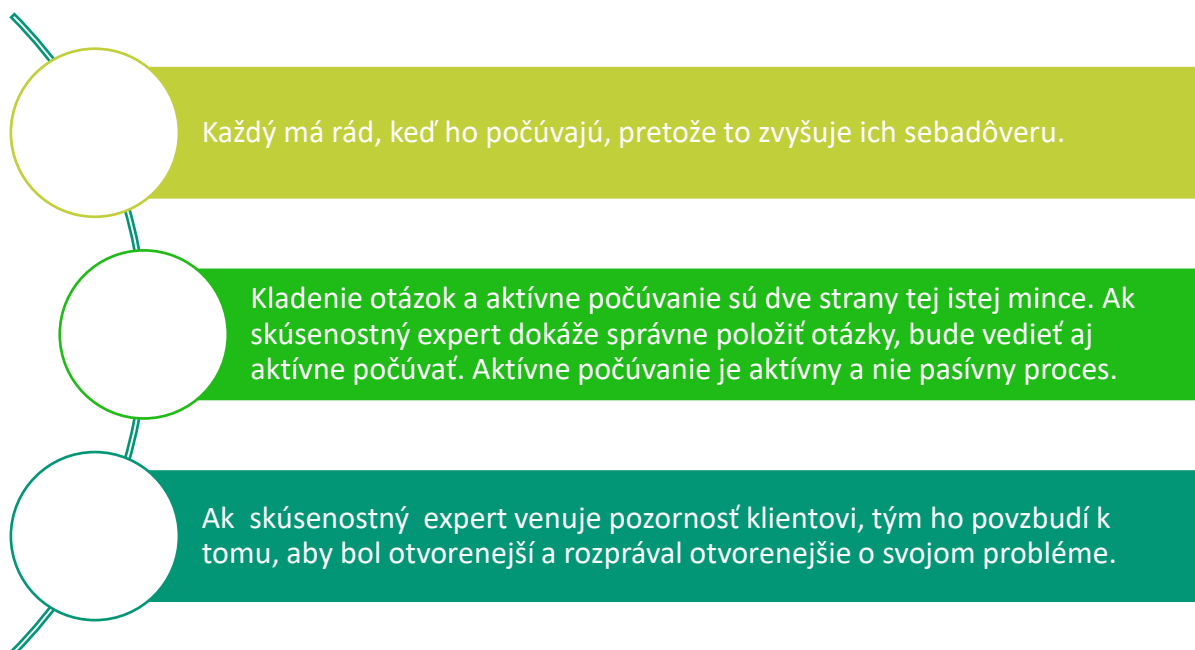 Každý má rád, keď ho počúvajú, pretože to zvyšuje ich sebadôveru.
Kladenie otázok a aktívne počúvanie sú dve strany tej istej mince. Ak
skúsenostný expert dokáže správne položiť otázky, bude vedieť aj
aktívne počúvať. Aktívne počúvanie je aktívny a nie pasívny proces.
Ak  skúsenostný  expert venuje pozornosť klientovi, tým ho povzbudí k
tomu, aby bol otvorenejší a rozprával otvorenejšie o svojom probléme.